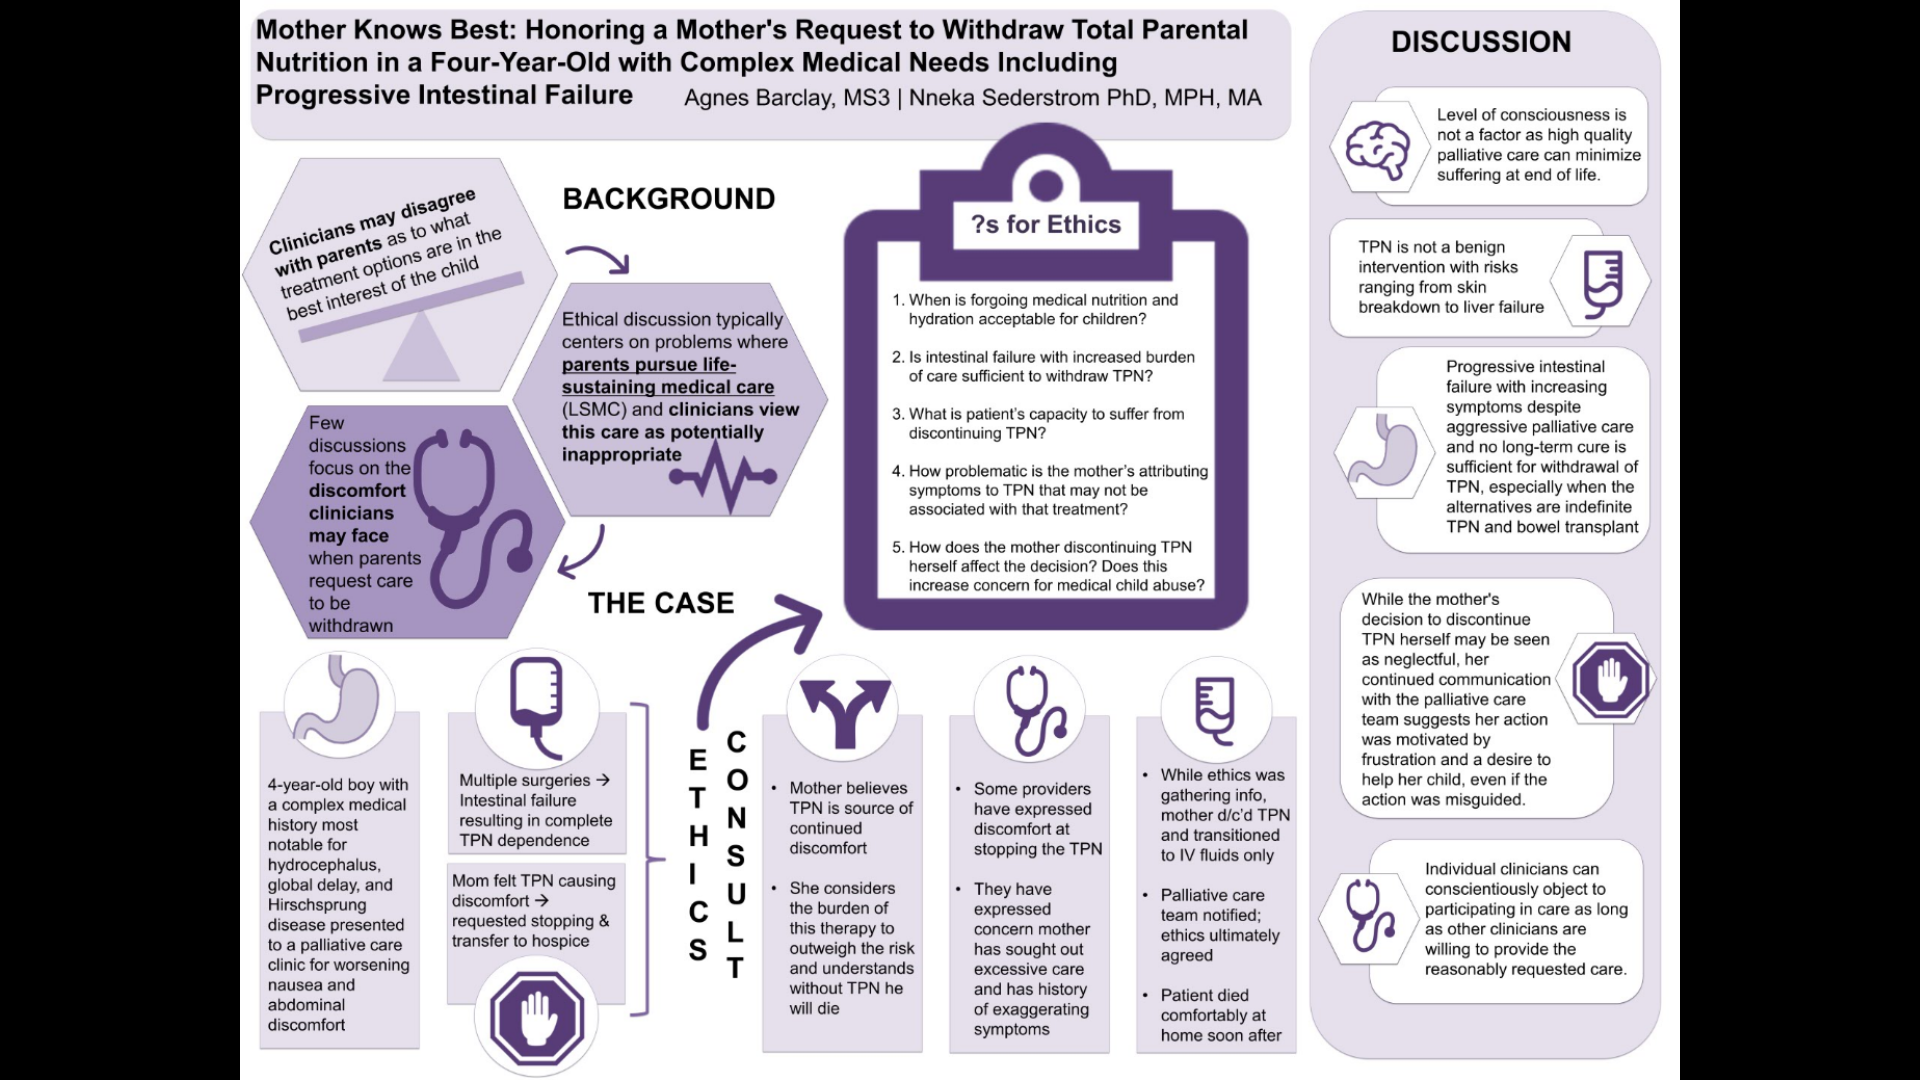 Mother Knows Best: Honoring a Mother's Request to Withdraw Total Parental
Nutrition in a Four-Year-Old with Complex Medical Needs Including
Progressive Intestinal Failure
Agnes Barclay, MS3 | Nneka Sederstrom PhD, MPH, MA
BACKGROUND
Clinicians may disagree
with parents as to what
treatment options are in the
best interest of the child
Ethical discussion typically
centers on problems where
parents pursue life-
sustaining medical care
(LSMC) and clinicians view
this care as potentially
inappropriate
Few
discussions
focus on the
discomfort
clinicians
may face
when parents
request care
to be
withdrawn
THE CASE
4-year-old boy with
a complex medical
history most
notable for
hydrocephalus,
global delay, and
Hirschsprung
disease presented
to a palliative care
clinic for worsening
nausea and
abdominal
discomfort
Multiple surgeries →
Intestinal failure
resulting in complete
TPN dependence
Mom felt TPN causing
discomfort →
requested stopping &
transfer to hospice
ETHICS
CONSULT
?s for Ethics
1. When is forgoing medical nutrition and
hydration acceptable for children?
2. Is intestinal failure with increased burden
of care sufficient to withdraw TPN?
3. What is patient's capacity to suffer from
discontinuing TPN?
4. How problematic is the mother's attributing
symptoms to TPN that may not be
associated with that treatment?
5. How does the mother discontinuing TPN
herself affect the decision? Does this
increase concern for medical child abuse?
• Mother believes
TPN is source of
continued
discomfort
• She considers
the burden of
this therapy to
outweigh the risk
and understands
without TPN he
will die
• Some providers
have expressed
discomfort at
stopping the TPN
• They have
expressed
concern mother
has sought out
excessive care
and has history
of exaggerating
symptoms
• While ethics was
gathering info,
mother d/c'd TPN
and transitioned
to IV fluids only
• Palliative care
team notified;
ethics ultimately
agreed
• Patient died
comfortably at
home soon after
DISCUSSION
Level of consciousness is
not a factor as high quality
palliative care can minimize
suffering at end of life.
TPN is not a benign
intervention with risks
ranging from skin
breakdown to liver failure
Progressive intestinal
failure with increasing
symptoms despite
aggressive palliative care
and no long-term cure is
sufficient for withdrawal of
TPN, especially when the
alternatives are indefinite
TPN and bowel transplant
While the mother's
decision to discontinue
TPN herself may be seen
as neglectful, her
continued communication
with the palliative care
team suggests her action
was motivated by
frustration and a desire to
help her child, even if the
action was misguided.
Individual clinicians can
conscientiously object to
participating in care as long
as other clinicians are
willing to provide the
reasonably requested care.